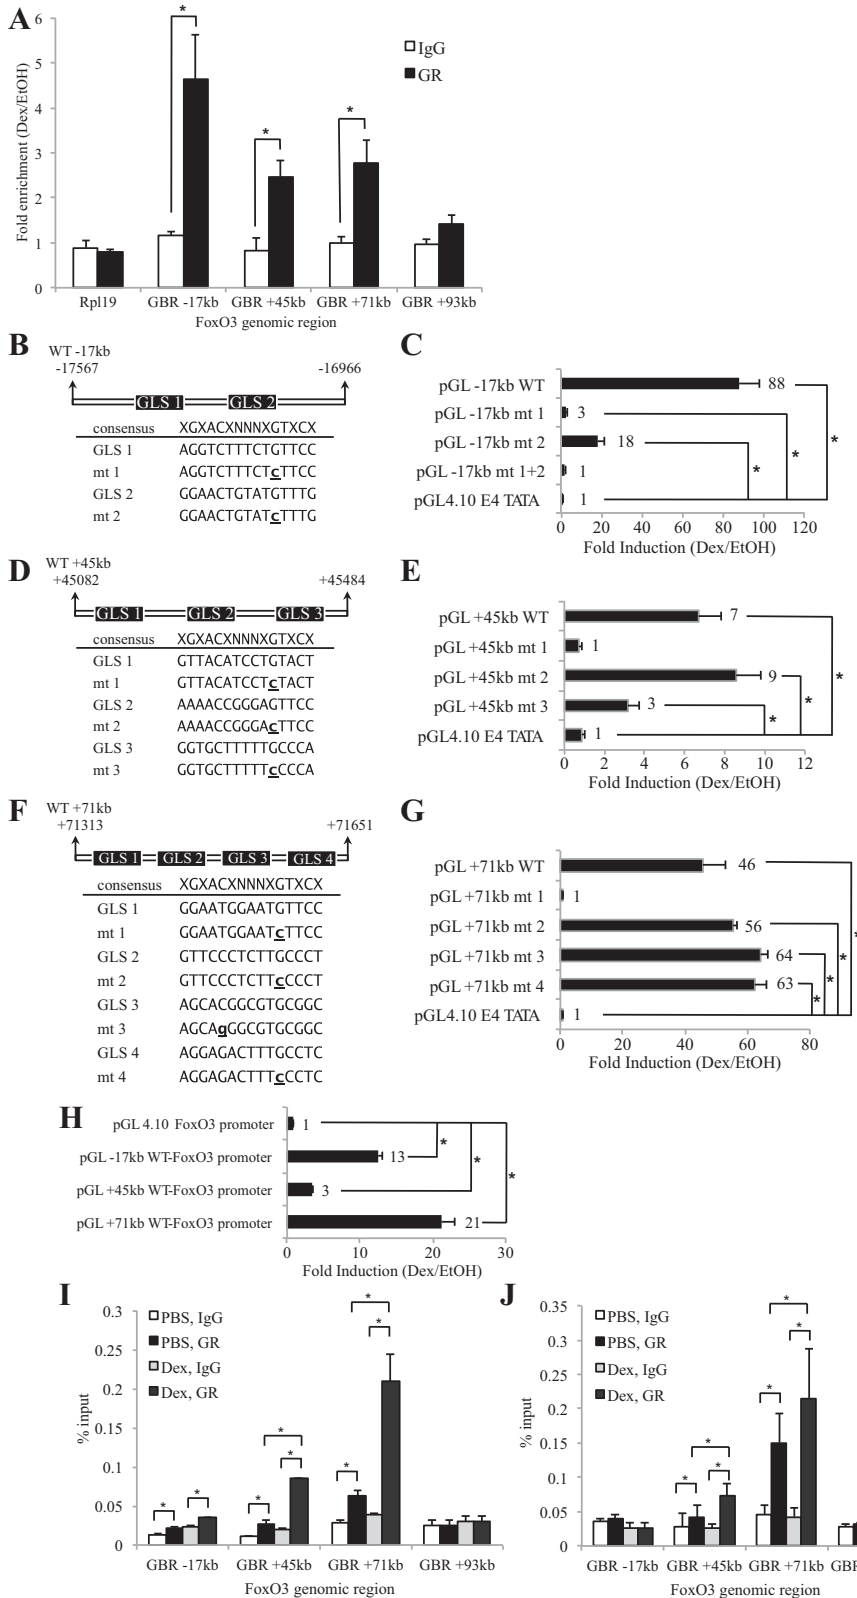 A
Fold enrichment (Dex/EtOH)
6
5
4
3
2
1
0
* * *
IgG
GR
Rpl19 GBR -17kb GBR +45kb GBR +71kb GBR +93kb
FoxO3 genomic region
B
WT -17kb
-17567 -16966
GLS 1 GLS 2
consensus XGXACXNNNXGTXCX
GLS 1 AGGTCTTTCTGTTCC
mt 1 AGGTCTTTCTcTTCC
GLS 2 GGAACTGTATGTTTG
mt 2 GGAACTGTATcTTTG
C
pGL -17kb WT 88
pGL -17kb mt 1 3
pGL -17kb mt 2 18
pGL -17kb mt 1+2 1
pGL4.10 E4 TATA 1
* * *
0 20 40 60 80 100 120
Fold Induction (Dex/EtOH)
D
WT +45kb
+45082 +45484
GLS 1 GLS 2 GLS 3
consensus XGXACXNNNXGTXCX
GLS 1 GTTACATCCTGTACT
mt 1 GTTACATCCTcTACT
GLS 2 AAAACCGGGAGTTCC
mt 2 AAAACCGGGAcTTCC
GLS 3 GGTGCTTTTTGCCCA
mt 3 GGTGCTTTTTcCCCA
E
pGL +45kb WT 7
pGL +45kb mt 1 1
pGL +45kb mt 2 9
pGL +45kb mt 3 3
pGL4.10 E4 TATA 1
* * *
0 2 4 6 8 10 12
Fold Induction (Dex/EtOH)
F
WT +71kb
+71313 +71651
GLS 1 GLS 2 GLS 3 GLS 4
consensus XGXACXNNNXGTXCX
GLS 1 GGAATGGAATGTTCC
mt 1 GGAATGGAATcTTCC
GLS 2 GTTCCCTCTTGCCCT
mt 2 GTTCCCTCTTcCCCT
GLS 3 AGCACGGCGTGCGGC
mt 3 AGCAgGGCGTGCGGC
GLS 4 AGGAGACTTTGCCTC
mt 4 AGGAGACTTTcCCTC
G
pGL +71kb WT 46
pGL +71kb mt 1 1
pGL +71kb mt 2 56
pGL +71kb mt 3 64
pGL +71kb mt 4 63
pGL4.10 E4 TATA 1
* * * *
0 20 40 60 80
Fold Induction (Dex/EtOH)
H
pGL 4.10 FoxO3 promoter 1
pGL -17kb WT-FoxO3 promoter 13
pGL +45kb WT-FoxO3 promoter 3
pGL +71kb WT-FoxO3 promoter 21
* * *
0 10 20 30
Fold Induction (Dex/EtOH)
I
% input
0.3
0.25
0.2
0.15
0.1
0.05
0
PBS, IgG
PBS, GR
Dex, IgG
Dex, GR
* * * * * * * *
GBR -17kb GBR +45kb GBR +71kb GBR +93kb
FoxO3 genomic region
J
% input
0.35
0.3
0.25
0.2
0.15
0.1
0.05
0
PBS, IgG
PBS, GR
Dex, IgG
Dex, GR
* * * * * *
GBR -17kb GBR +45kb GBR +71kb GBR
FoxO3 genomic region